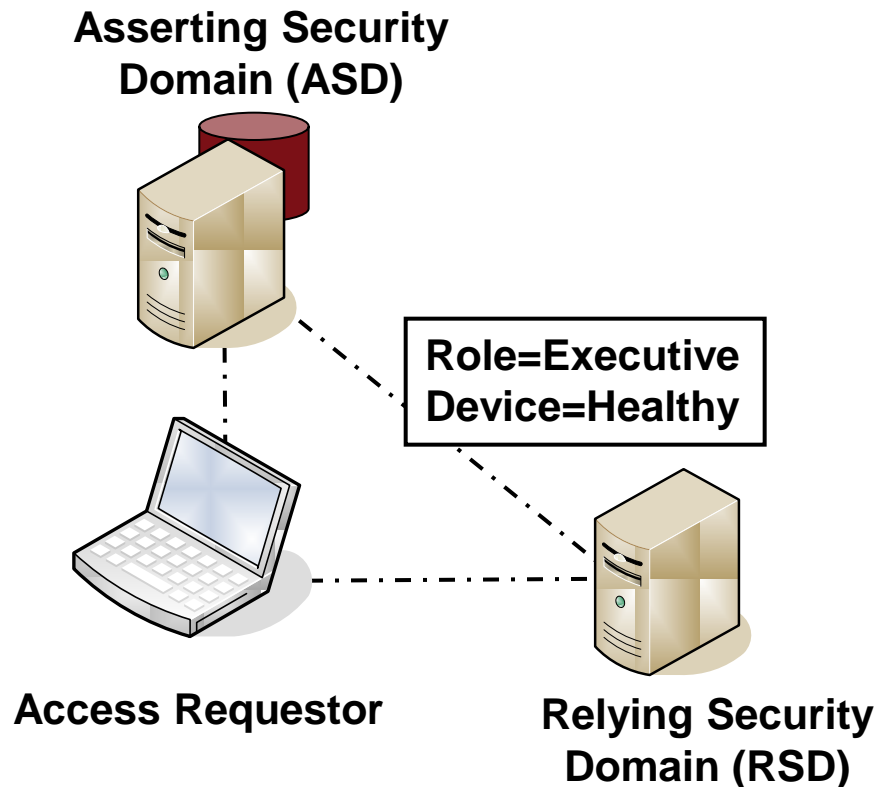 Asserting Security
Domain (ASD)
Role=Executive
Device=Healthy
Access Requestor
Relying Security
Domain (RSD)